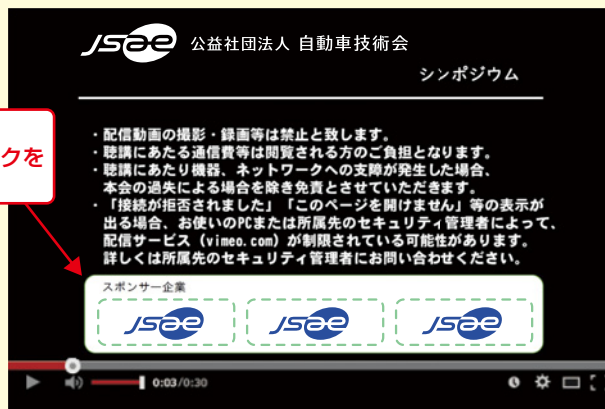 JSAE 公益社団法人 自動車技術会
シンポジウム
クを
・配信動画の撮影・録画等は禁止と致します。
・聴講にあたる通信費等は閲覧される方のご負担となります。
・聴講にあたり機器、ネットワークへの支障が発生した場合、
本会の過失による場合を除き免責とさせていただきます。
・「接続が拒否されました」「このページを開けません」等の表示が
出る場合、お使いのPCまたは所属先のセキュリティ管理者によって、
配信サービス（vimeo.com）が制限されている可能性があります。
詳しくは所属先のセキュリティ管理者にお問い合わせください。
スポンサー企業
JSAE JSAE JSAE
0:03/0:30